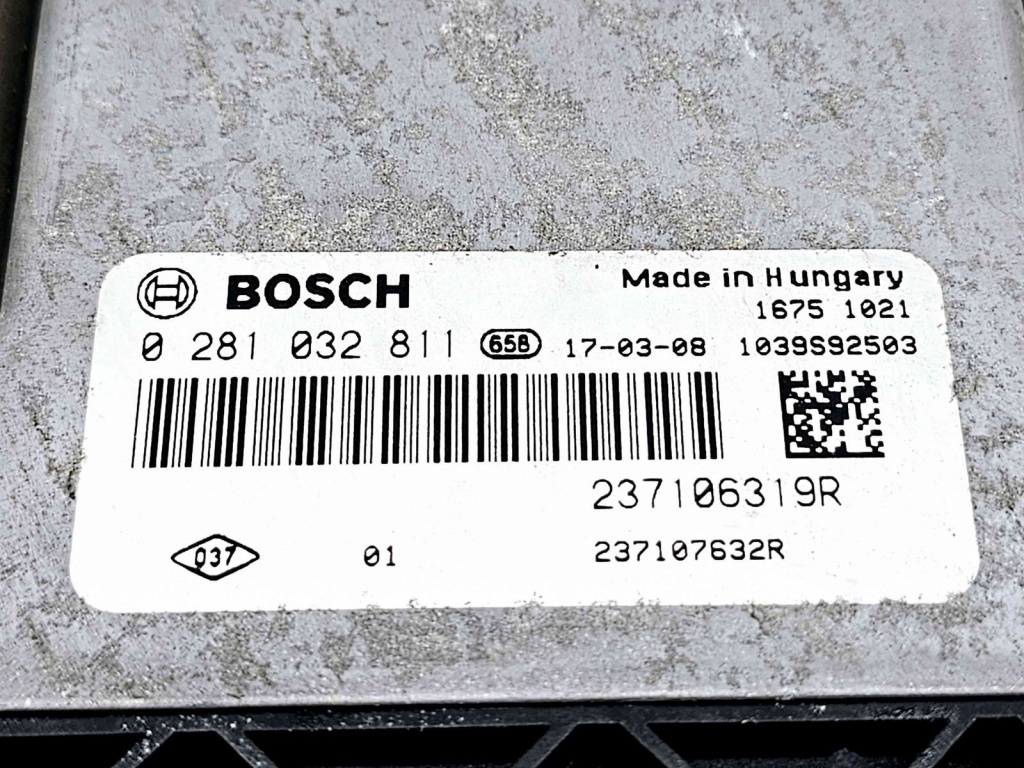 BOSCH Made in Hungary
1675 1021
0 281 032 811 658 17-03-08 1039S92503
237106319R
037 01 237107632R